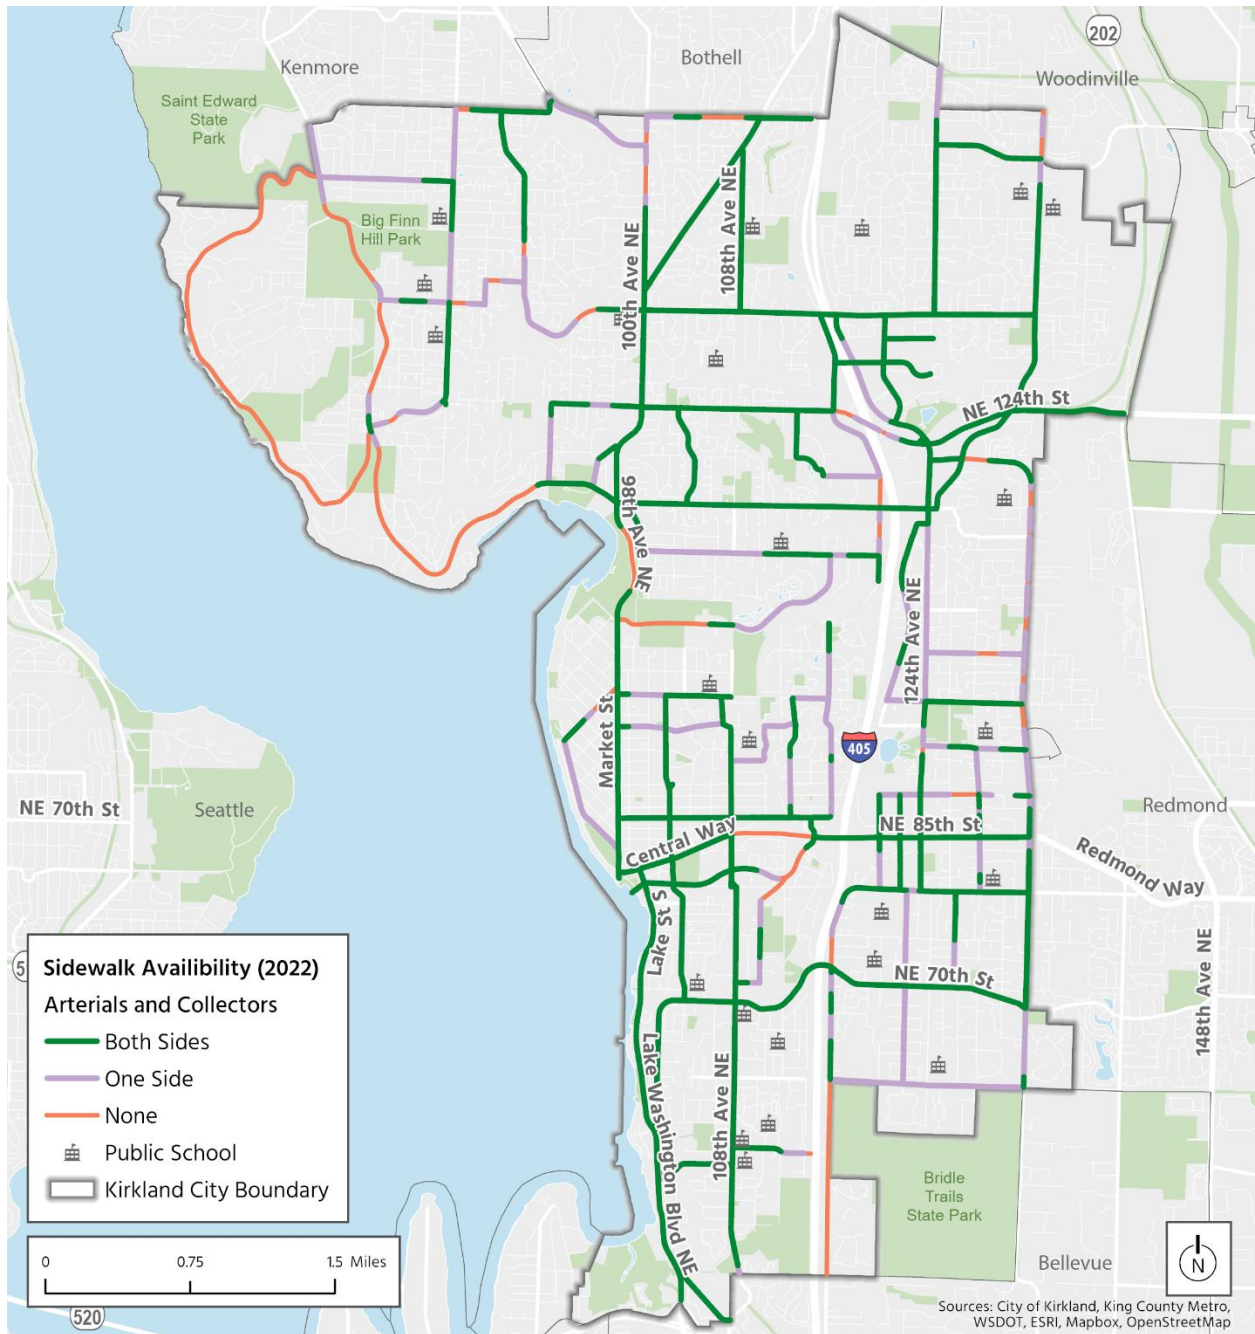 202
Bothell
Kenmore
Woodinville
Saint Edward
State
Park
Big Finn
Hill Park
108th Ave NE
100th Ave NE
NE 124th St
98th Ave NE
124th Ave NE
Market St
405
NE 70th St
Seattle
Redmond
NE 85th St
Central Way
Redmond Way
Lake St S
NE 70th St
148th Ave NE
Lake Washington Blvd NE
108th Ave NE
Bridle
Trails
State Park
Bellevue
5
Sidewalk Availibility (2022)
Arterials and Collectors
Both Sides
One Side
None
Public School
Kirkland City Boundary
0 0.75 1.5 Miles
520
N
Sources: City of Kirkland, King County Metro,
WSDOT, ESRI, Mapbox, OpenStreetMap